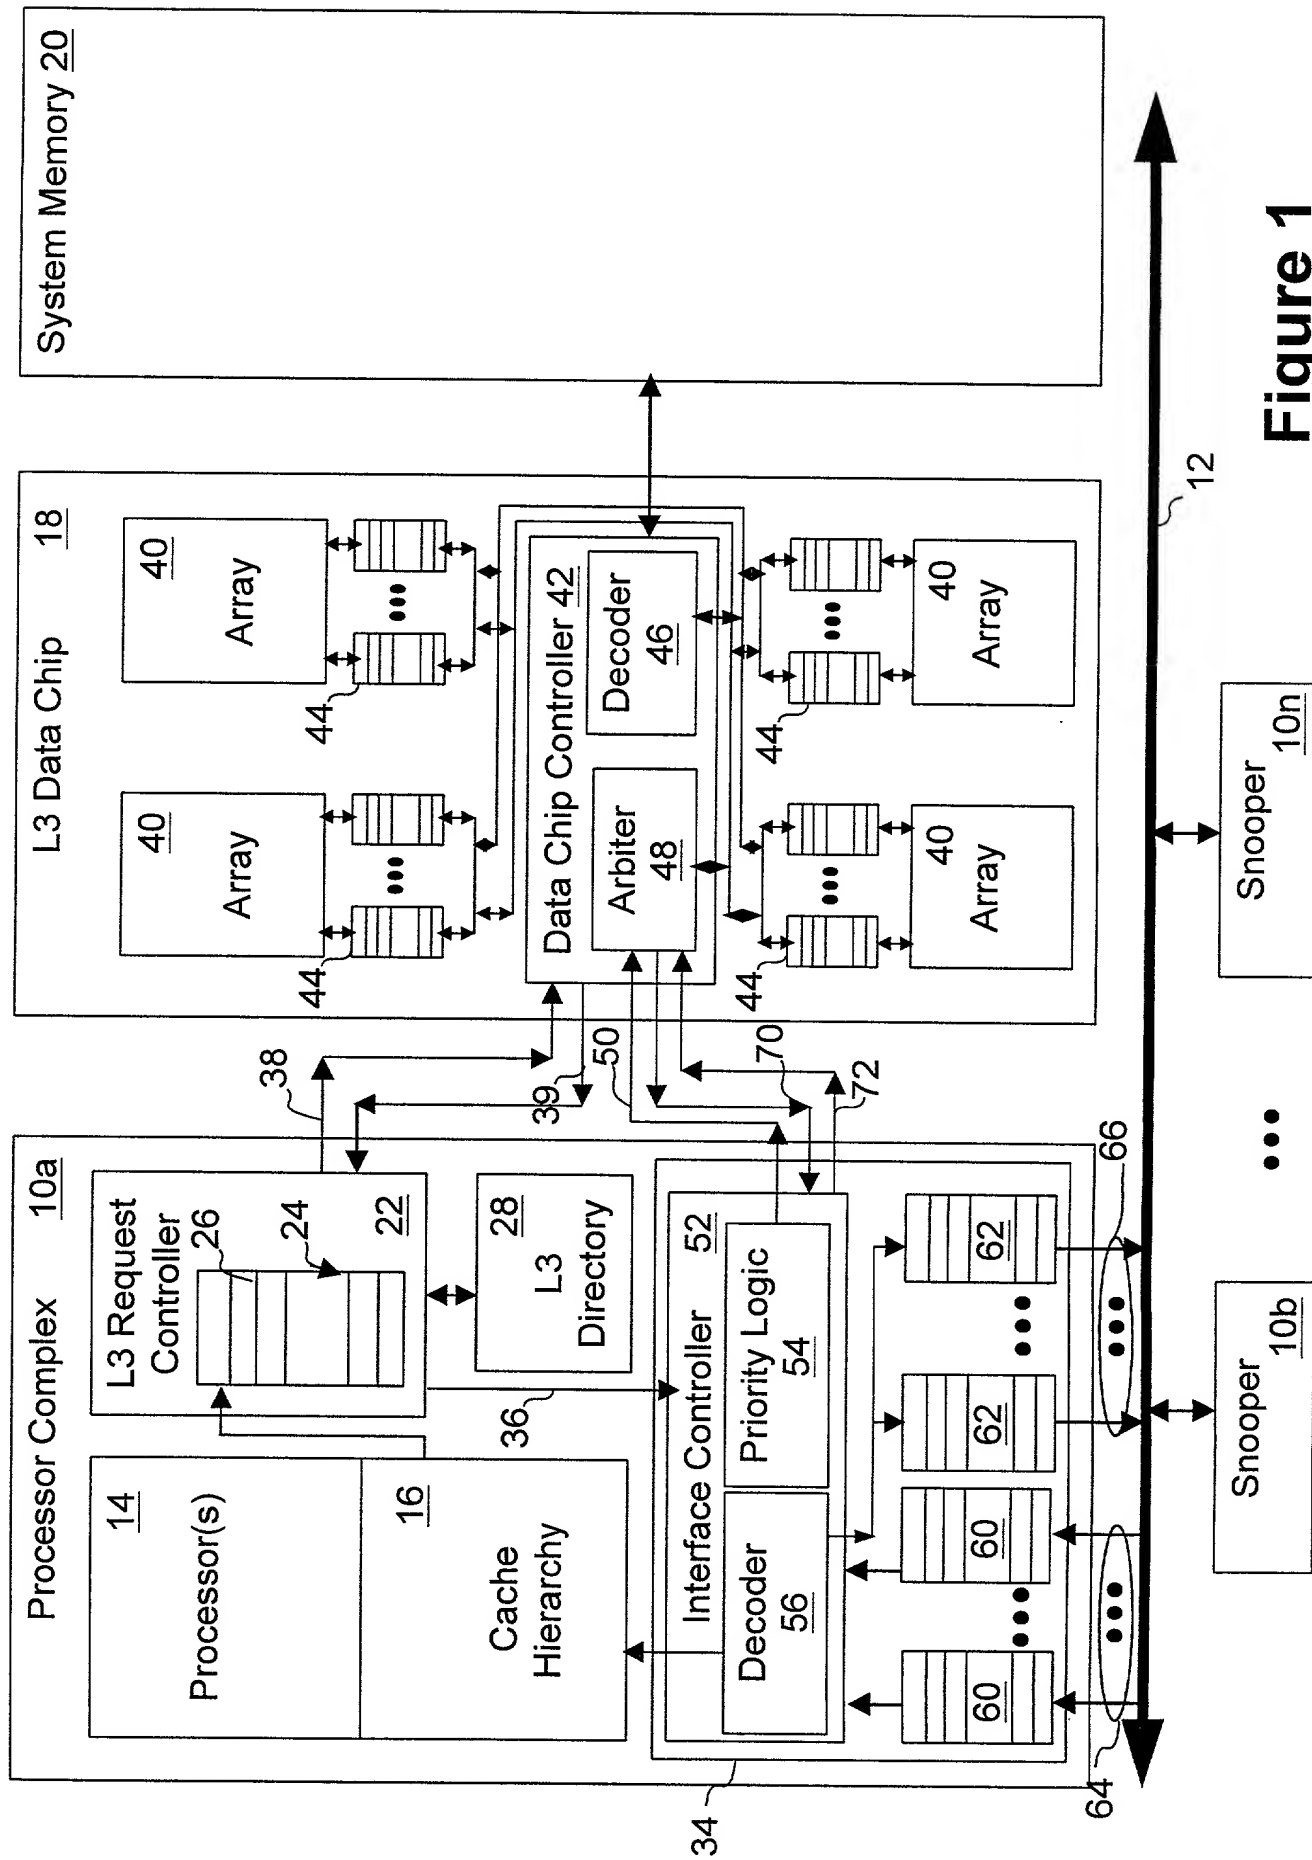 Processor Complex 10a
14
Processor(s)
16
Cache
Hierarchy
L3 Request
Controller
26
24
22
28
L3
Directory
36
34
Interface Controller 52
Decoder
56
Priority Logic
54
60
60
62
62
64
66
38
39
50
70
72
L3 Data Chip 18
40
Array
40
Array
44
44
Data Chip Controller 42
Arbiter
48
Decoder
46
44
44
40
Array
40
Array
System Memory 20
12
Snooper
10b
Snooper
10n
Figure 1